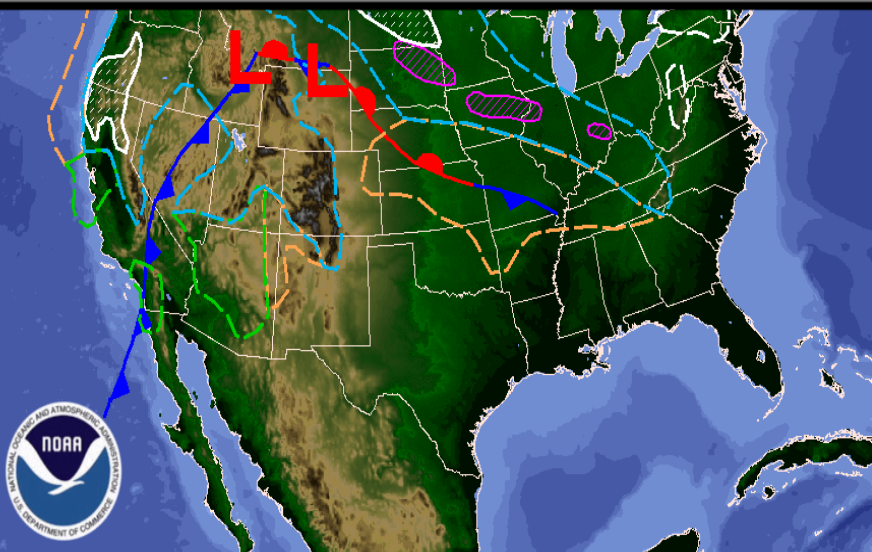 L
L
NATIONAL OCEANIC AND ATMOSPHERIC ADMINISTRATION
NOAA
U.S. DEPARTMENT OF COMMERCE